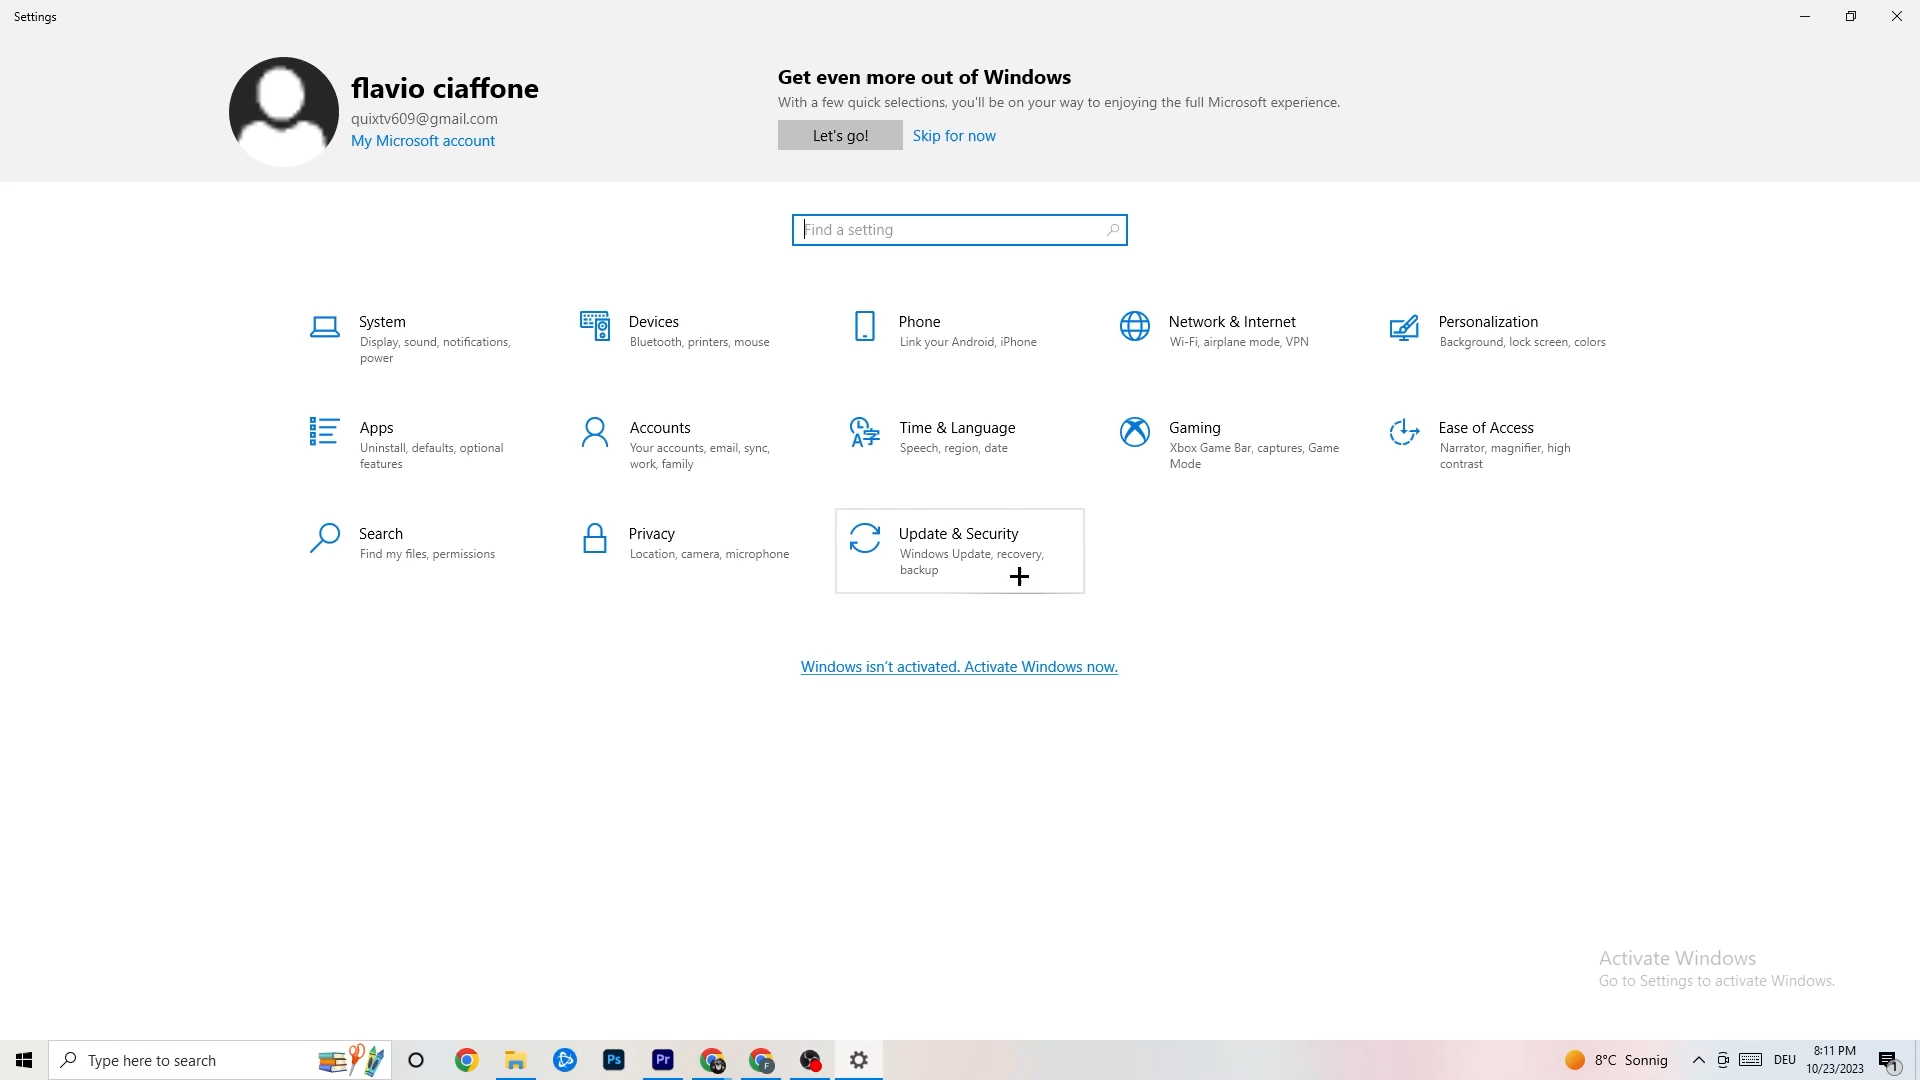 Settings
flavio ciaffone
quixtv609@gmail.com
My Microsoft account
Get even more out of Windows
With a few quick selections, you'll be on your way to enjoying the full Microsoft experience.
Let's go!
Skip for now
Find a setting
System
Display, sound, notifications,
power
Devices
Bluetooth, printers, mouse
Phone
Link your Android, iPhone
Network & Internet
Wi-Fi, airplane mode, VPN
Personalization
Background, lock screen, colors
Apps
Uninstall, defaults, optional
features
Accounts
Your accounts, email, sync,
work, family
Time & Language
Speech, region, date
Gaming
Xbox Game Bar, captures, Game
Mode
Ease of Access
Narrator, magnifier, high
contrast
Search
Find my files, permissions
Privacy
Location, camera, microphone
Update & Security
Windows Update, recovery,
backup
Windows isn't activated. Activate Windows now.
Activate Windows
Go to Settings to activate Windows.
Type here to search
Ps
Pr
F
8°C Sonnig
DEU
8:11 PM
10/23/2023
1